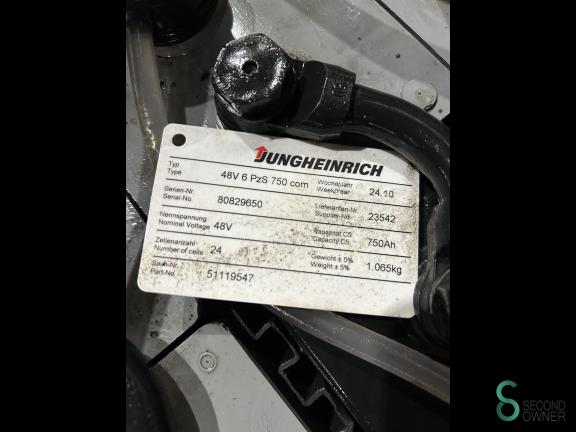 JUNGHEINRICH
Typ
Type
48V 6 PzS 750 com
Woche/Jahr
Week/Year
24.10
Serien-Nr.
Serial-No.
80829650
Lieferanten-Nr.
Supplier-No.
23542
Nennspannung
Nominal Voltage
48V
Kapazität C5
Capacity C5
750Ah
Zellenanzahl
Number of cells
24
Gewicht ± 5%
Weight ± 5%
1.065kg
Sach-Nr.
Part-No.
51119547
SECOND
OWNER